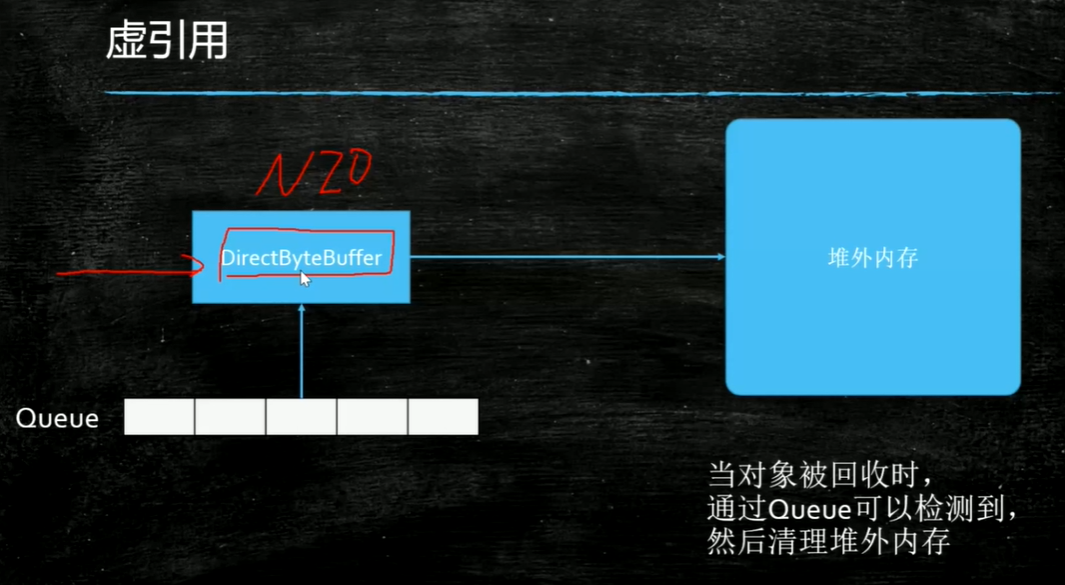 虚引用
NIO
DirectByteBuffer
堆外内存
Queue
当对象被回收时，
通过Queue可以检测到，
然后清理堆外内存